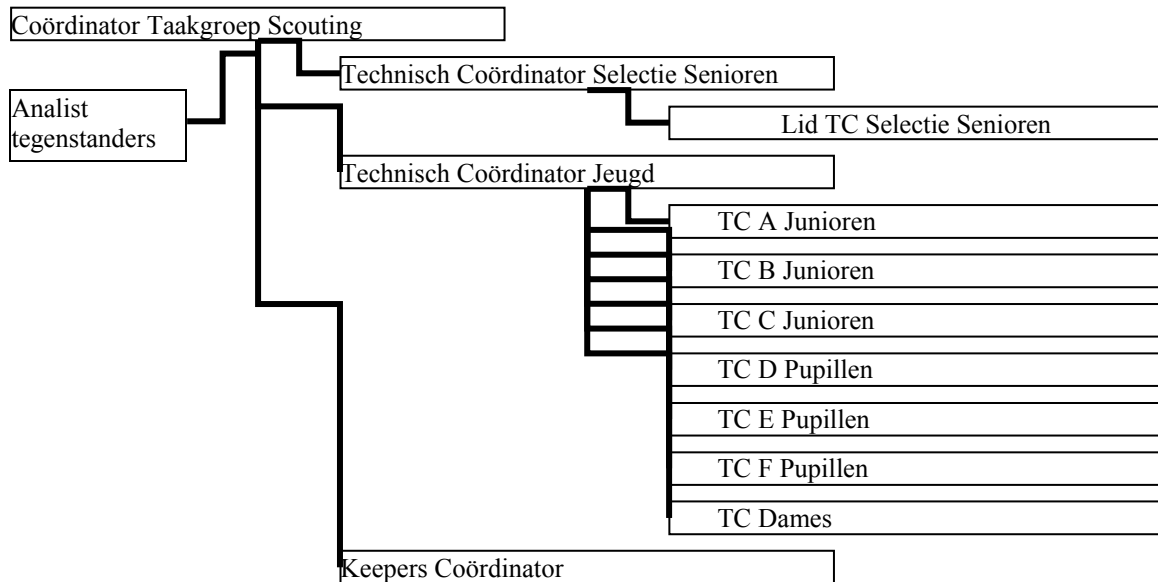 Coördinator Taakgroep Scouting
Technisch Coördinator Selectie Senioren
Analist
tegenstanders
Lid TC Selectie Senioren
Technisch Coördinator Jeugd
TC A Junioren
TC B Junioren
TC C Junioren
TC D Pupillen
TC E Pupillen
TC F Pupillen
TC Dames
Keepers Coördinator